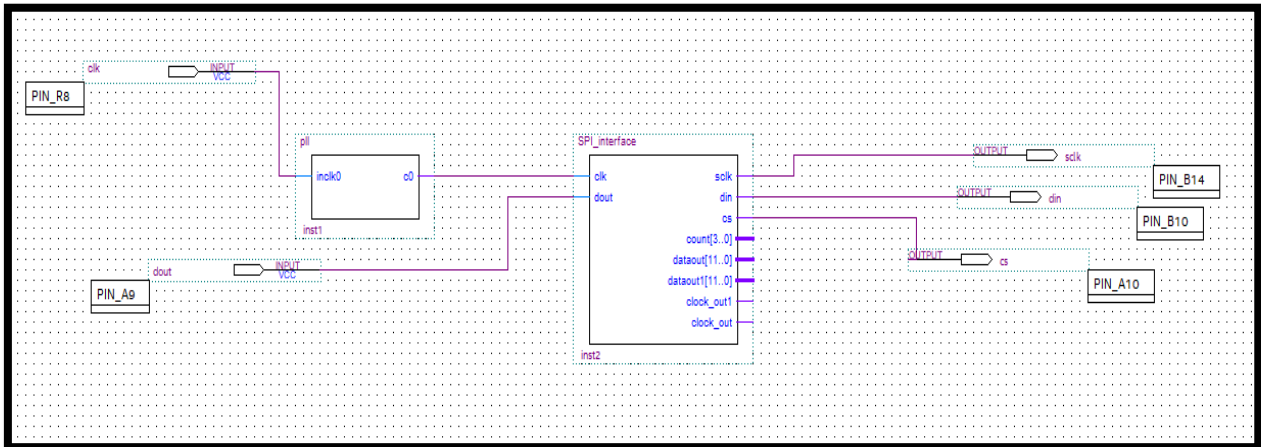 clk
INPUT
VCC
PIN_R8
pll
inclk0
c0
inst1
dout
INPUT
VCC
PIN_A9
SPI_interface
clk
dout
sclk
din
cs
count[3..0]
dataout[11..0]
dataout1[11..0]
clock_out1
clock_out
inst2
OUTPUT
sclk
PIN_B14
OUTPUT
din
PIN_B10
OUTPUT
cs
PIN_A10